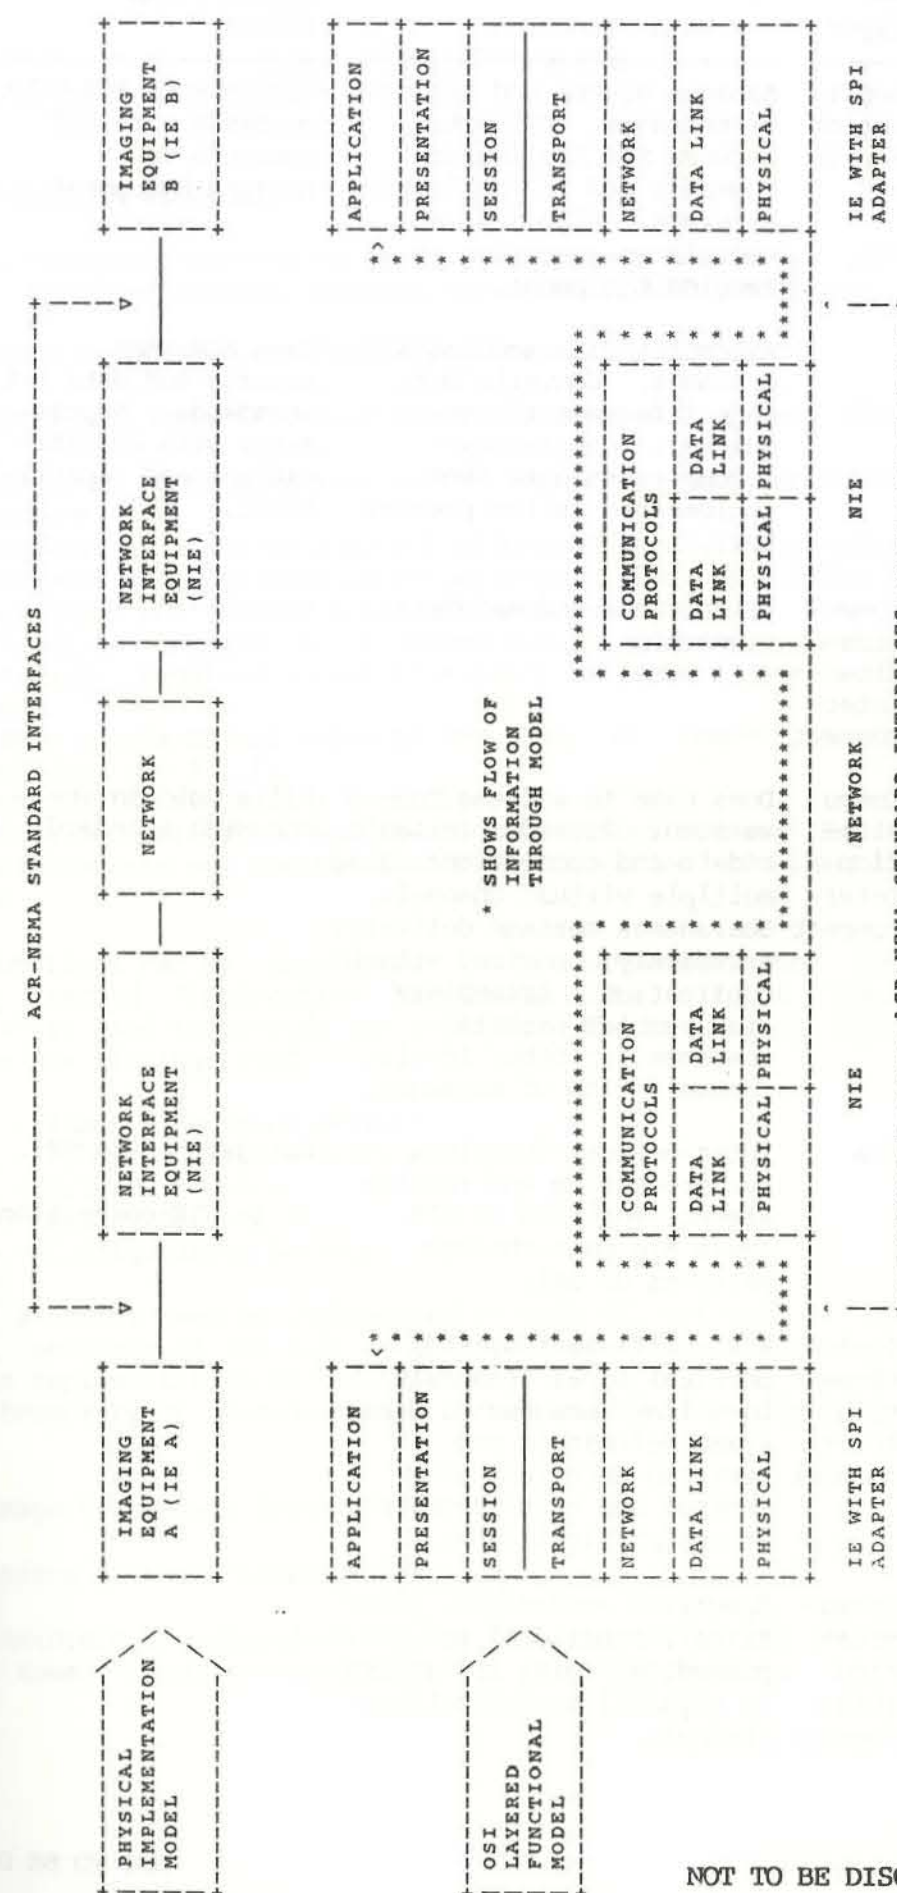 ACR-NEMA STANDARD INTERFACES
PHYSICAL
IMPLEMENTATION
MODEL
IMAGING
EQUIPMENT
A (IE A)
NETWORK
INTERFACE
EQUIPMENT
(NIE)
NETWORK
NETWORK
INTERFACE
EQUIPMENT
(NIE)
IMAGING
EQUIPMENT
B (IE B)
OSI
LAYERED
FUNCTIONAL
MODEL
APPLICATION
PRESENTATION
SESSION
TRANSPORT
NETWORK
DATA LINK
PHYSICAL
IE WITH SPI
ADAPTER
COMMUNICATION
PROTOCOLS
DATA LINK
DATA LINK
PHYSICAL
PHYSICAL
NIE
* SHOWS FLOW OF
INFORMATION
THROUGH MODEL
NETWORK
COMMUNICATION
PROTOCOLS
DATA LINK
DATA LINK
PHYSICAL
PHYSICAL
NIE
APPLICATION
PRESENTATION
SESSION
TRANSPORT
NETWORK
DATA LINK
PHYSICAL
IE WITH SPI
ADAPTER
NOT TO BE